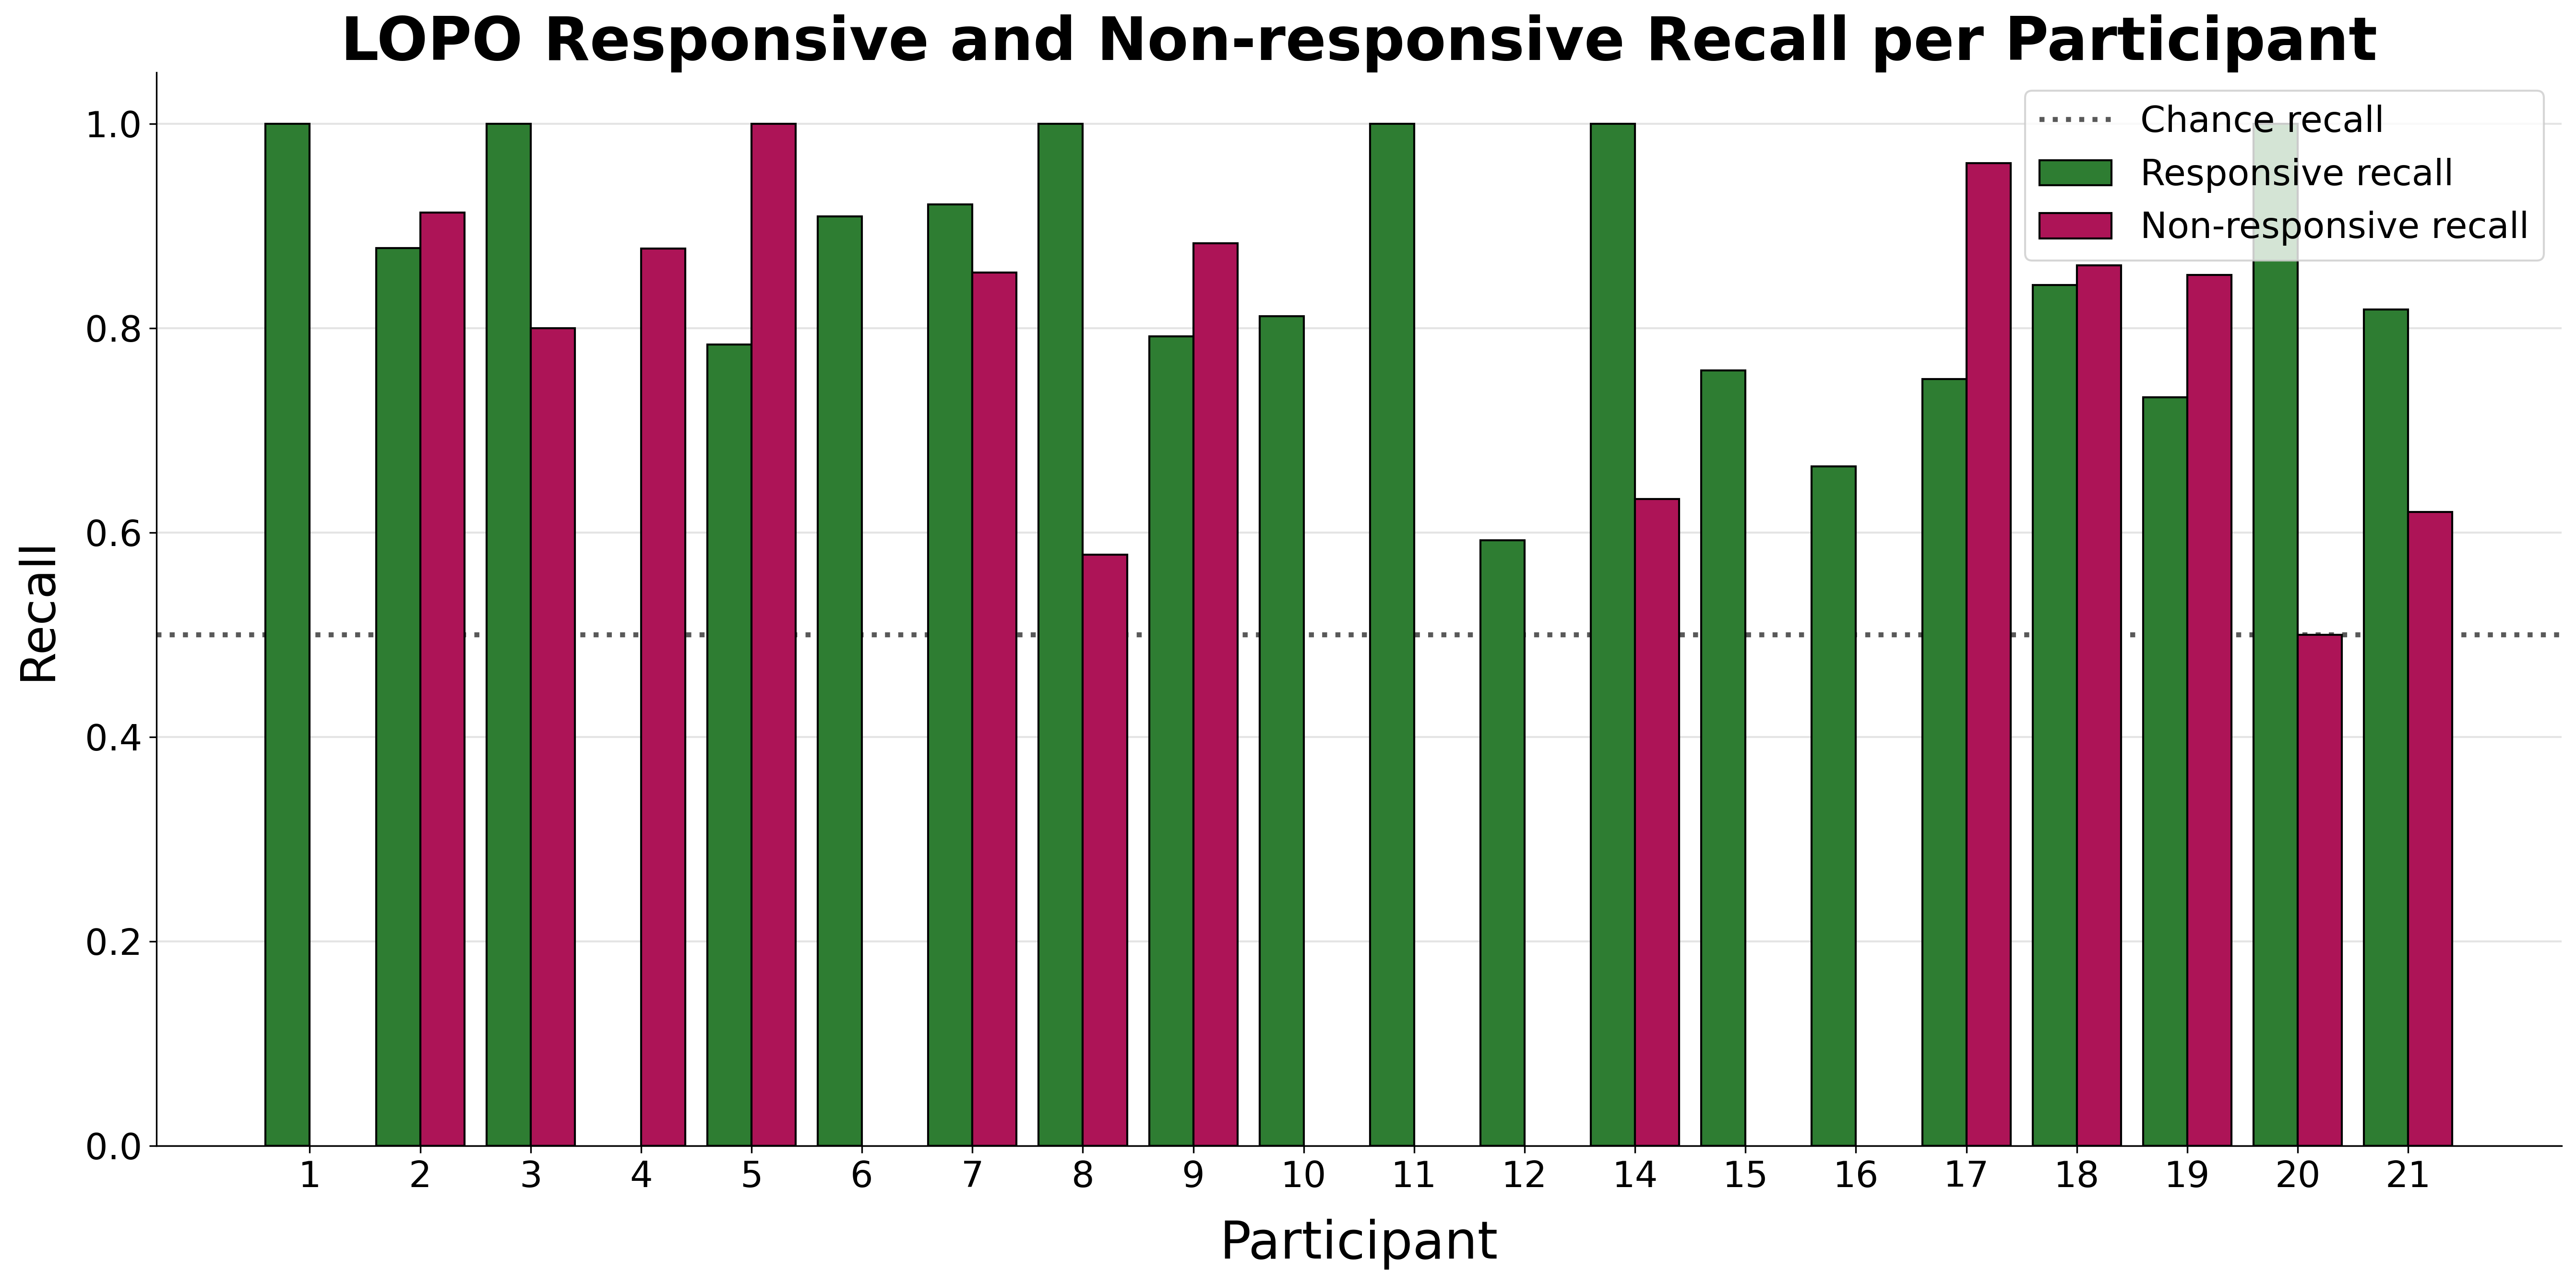 LOPO Responsive and Non-responsive Recall per Participant
Chance recall
Responsive recall
Non-responsive recall
1.0
0.8
0.6
0.4
0.2
0.0
Recall
1 2 3 4 5 6 7 8 9 10 11 12 14 15 16 17 18 19 20 21
Participant